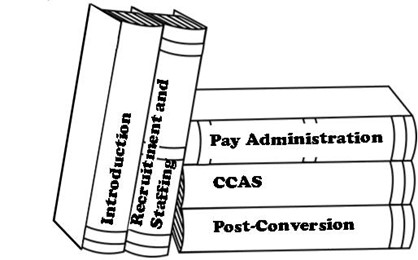 Introduction
Recruitment and
Staffing
Pay Administration
CCAS
Post-Conversion